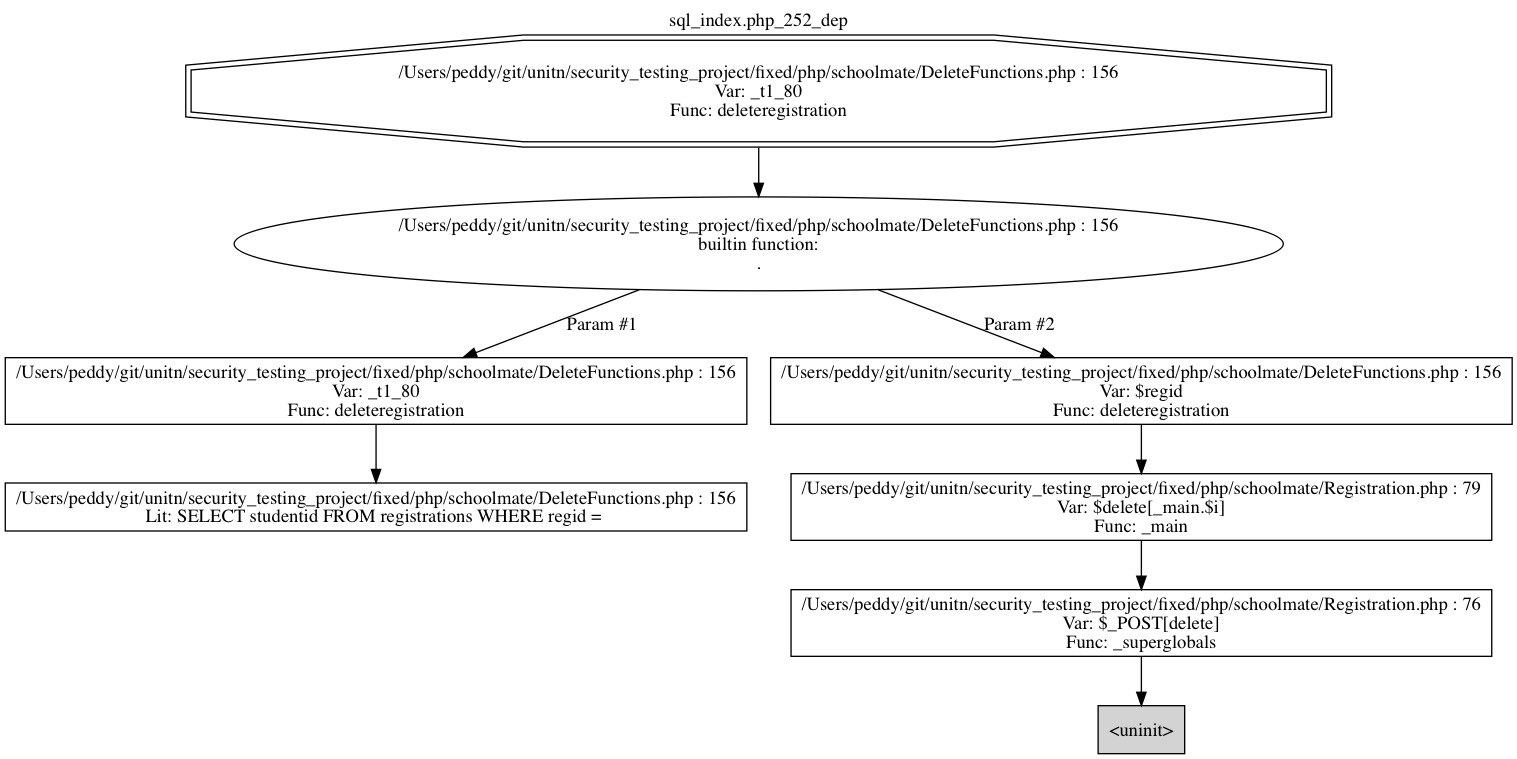 sql_index.php_252_dep
/Users/peddy/git/unitn/security_testing_project/fixed/php/schoolmate/DeleteFunctions.php : 156
Var: _t1_80
Func: deleteregistration
/Users/peddy/git/unitn/security_testing_project/fixed/php/schoolmate/DeleteFunctions.php : 156
builtin function:
.
Param #1
Param #2
/Users/peddy/git/unitn/security_testing_project/fixed/php/schoolmate/DeleteFunctions.php : 156
Var: _t1_80
Func: deleteregistration
/Users/peddy/git/unitn/security_testing_project/fixed/php/schoolmate/DeleteFunctions.php : 156
Var: $regid
Func: deleteregistration
/Users/peddy/git/unitn/security_testing_project/fixed/php/schoolmate/DeleteFunctions.php : 156
Lit: SELECT studentid FROM registrations WHERE regid =
/Users/peddy/git/unitn/security_testing_project/fixed/php/schoolmate/Registration.php : 79
Var: $delete[_main.$i]
Func: _main
/Users/peddy/git/unitn/security_testing_project/fixed/php/schoolmate/Registration.php : 76
Var: $_POST[delete]
Func: _superglobals
<uninit>